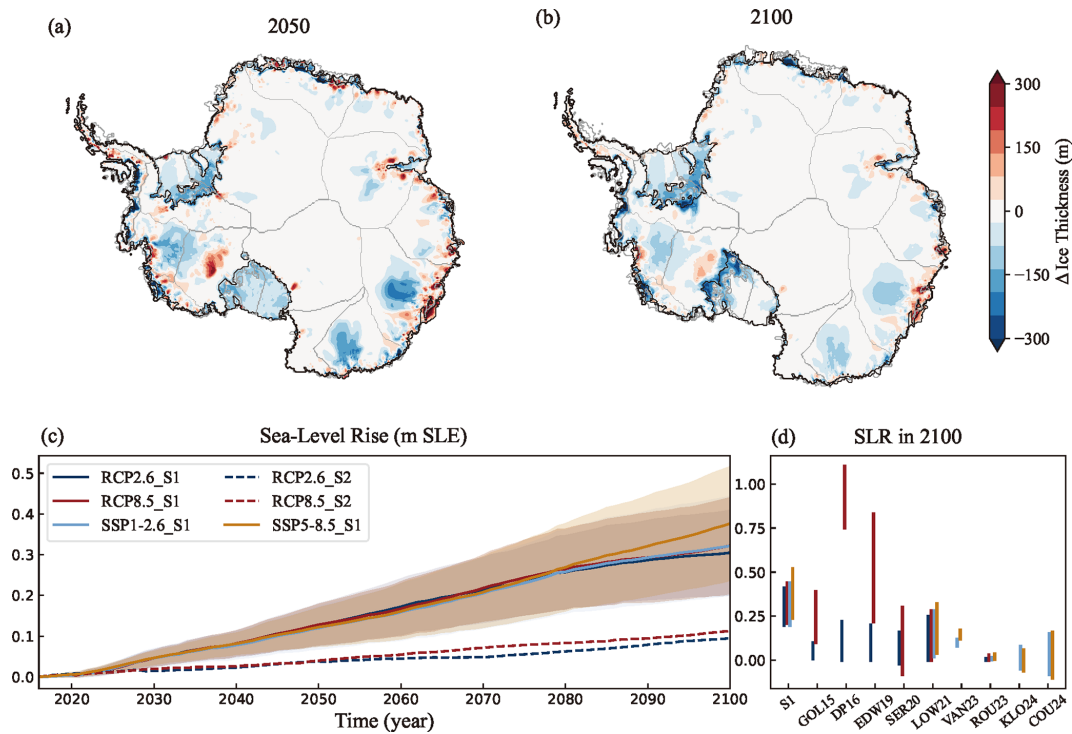 (a)
2050
(b)
2100
300
150
0
−150
−300
Δ Ice Thickness (m)
(c)
Sea-Level Rise (m SLE)
0.5
0.4
0.3
0.2
0.1
0.0
RCP2.6_S1
RCP8.5_S1
SSP1-2.6_S1
RCP2.6_S2
RCP8.5_S2
SSP5-8.5_S1
2020
2030
2040
2050
2060
2070
2080
2090
2100
Time (year)
(d)
SLR in 2100
1.00
0.75
0.50
0.25
0.00
S1
GOL15
DP16
EDW19
SER20
LOW21
VAN23
ROU23
KLO24
COU24